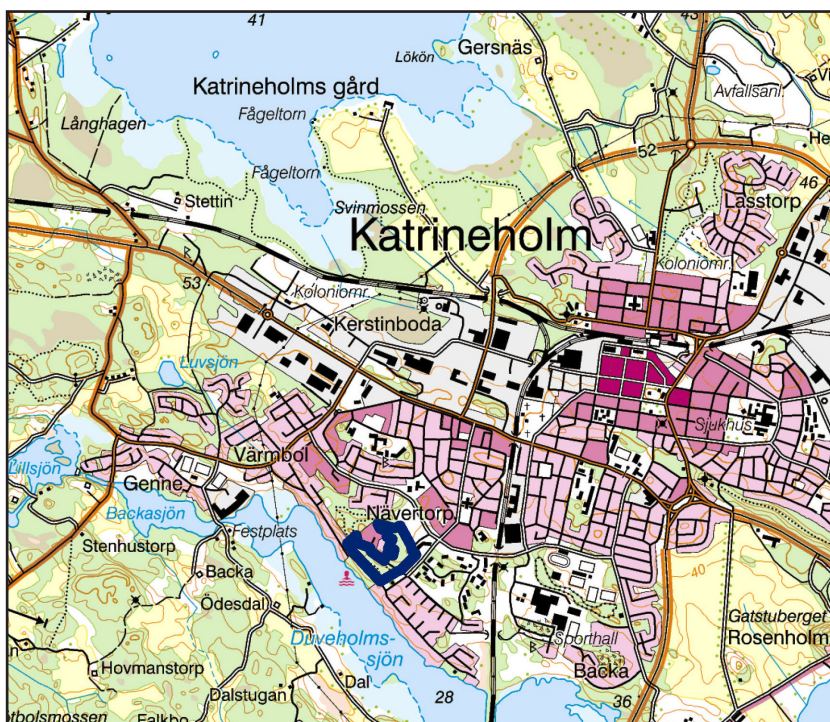 41
43
Lökön
Gersnäs
Katrineholms gård
Avfallsanl.
Fågeltorn
Långhagen
52
46
Fågeltorn
Stettin
Svinmossen
Lasstorp
Katrineholm
Koloniomr.
53
Koloniomr.
Kerstinboda
Luvsjön
Sjukhus
Värmbol
Lillsjön
Genne
Nävertorp
Backasjön
Festplats
Stenhustorp
Backa
40
Ödesdal
Gatstuberget
Duveholms-
sjön
Sporthall
Rosenholm
Hovmanstorp
Dal
Backa
Dalstugan
28
36
Falkbo